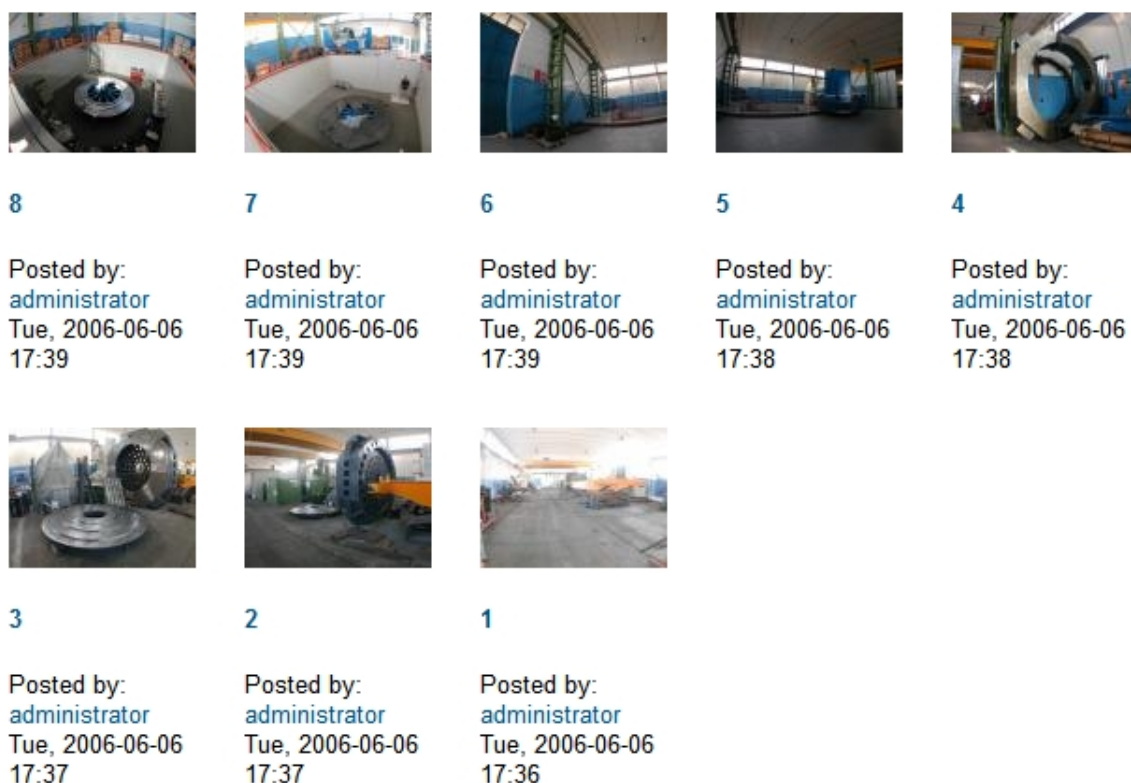 8
Posted by:
administrator
Tue, 2006-06-06
17:39
7
Posted by:
administrator
Tue, 2006-06-06
17:39
6
Posted by:
administrator
Tue, 2006-06-06
17:39
5
Posted by:
administrator
Tue, 2006-06-06
17:38
4
Posted by:
administrator
Tue, 2006-06-06
17:38
3
Posted by:
administrator
Tue, 2006-06-06
17:37
2
Posted by:
administrator
Tue, 2006-06-06
17:37
1
Posted by:
administrator
Tue, 2006-06-06
17:36